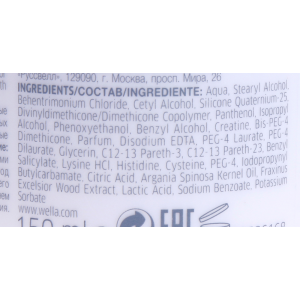 "Руссвелл", 129090, г. Москва, просп. Мира, 26
INGREDIENTS/СОСТАВ/INGREDIENTE: Aqua, Stearyl Alcohol,
Behentrimonium Chloride, Cetyl Alcohol, Silicone Quaternium-25,
Divinyldimethicone/Dimethicone Copolymer, Panthenol, Isopropyl
Alcohol, Phenoxyethanol, Benzyl Alcohol, Creatine, Bis-PEG-4
Dimethicone, Parfum, Disodium EDTA, PEG-4 Laurate, PEG-4
Dilaurate, Glycerin, C12-13 Pareth-3, C12-13 Pareth-23, Benzyl
Salicylate, Lysine HCl, Histidine, Cysteine, PEG-4, Iodopropynyl
Butylcarbamate, Citric Acid, Argania Spinosa Kernel Oil, Fraxinus
Excelsior Wood Extract, Lactic Acid, Sodium Benzoate, Potassium
Sorbate
www.wella.com
150 ml
EAC